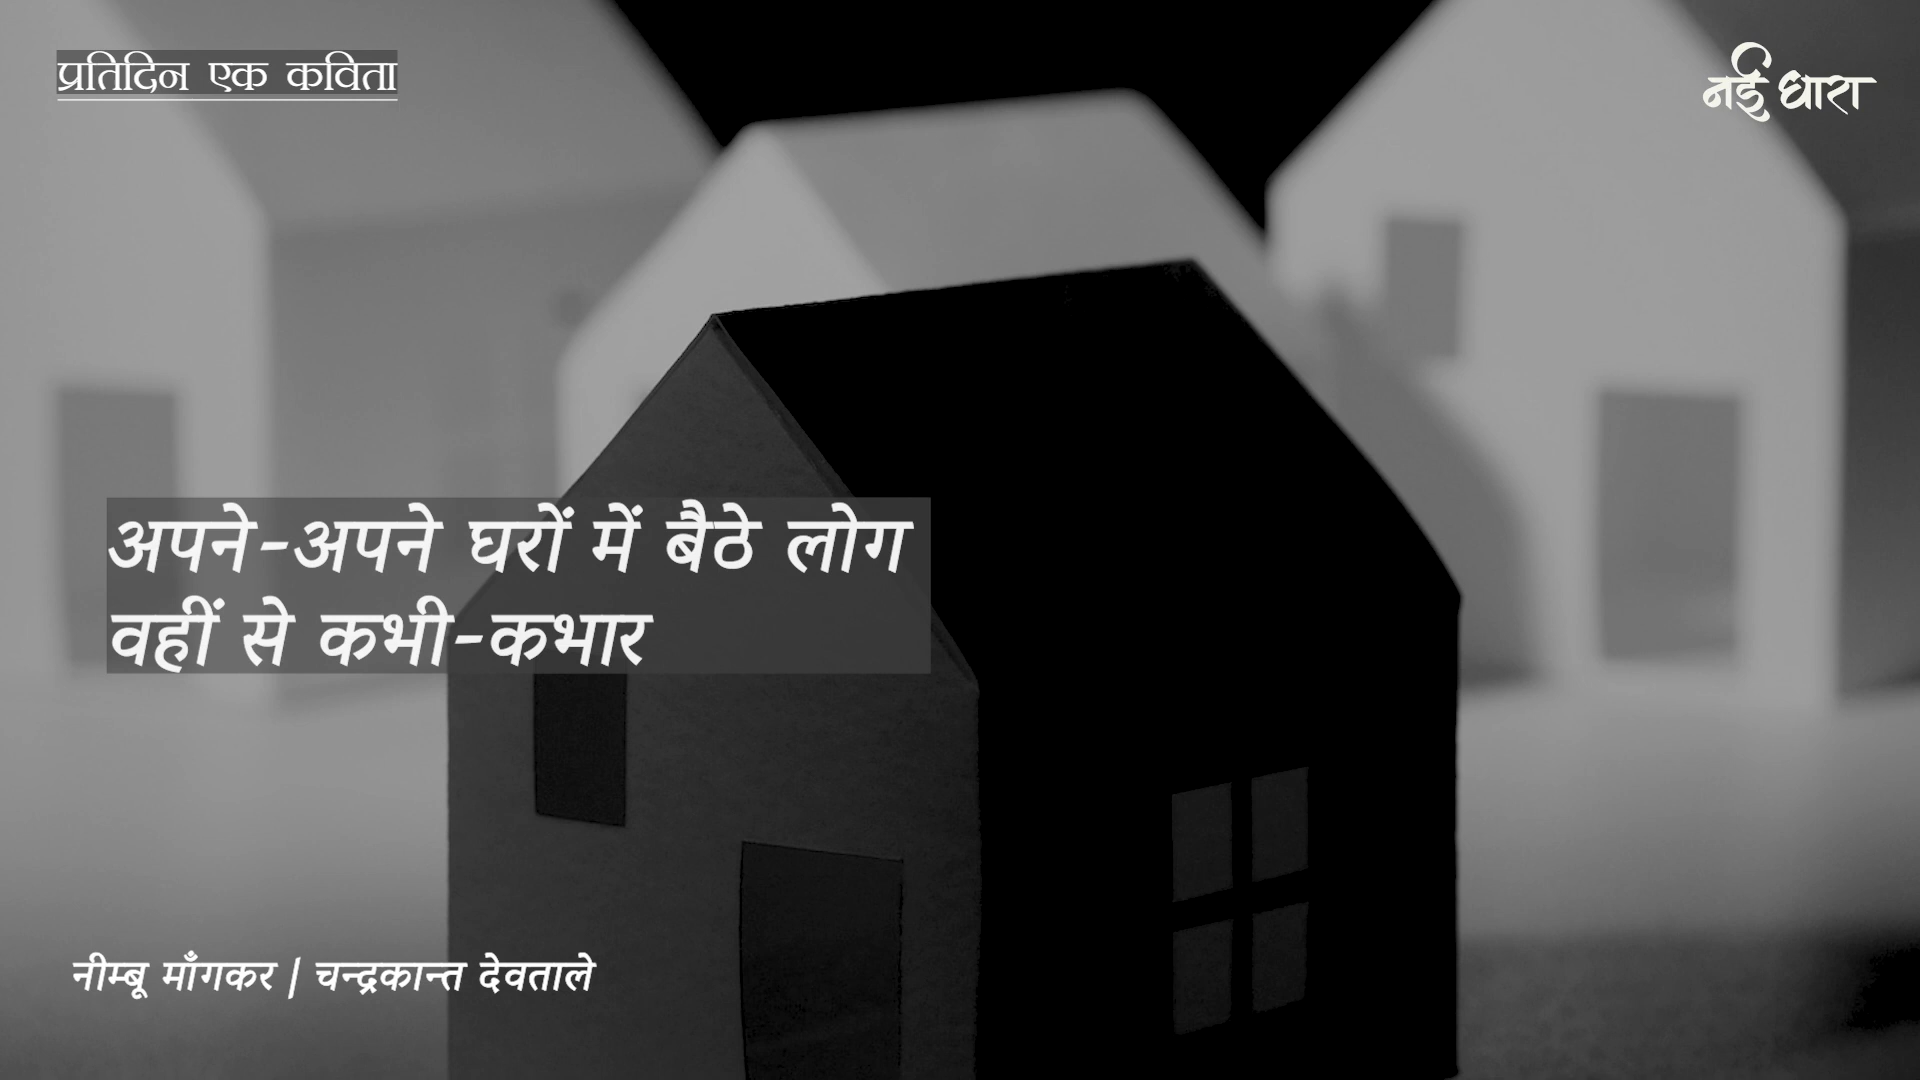 प्रतिदिन एक कविता
नई धारा
अपने-अपने घरों में बैठे लोग
वहीं से कभी-कभार
नीम्बू माँगकर / चन्द्रकान्त देवताले